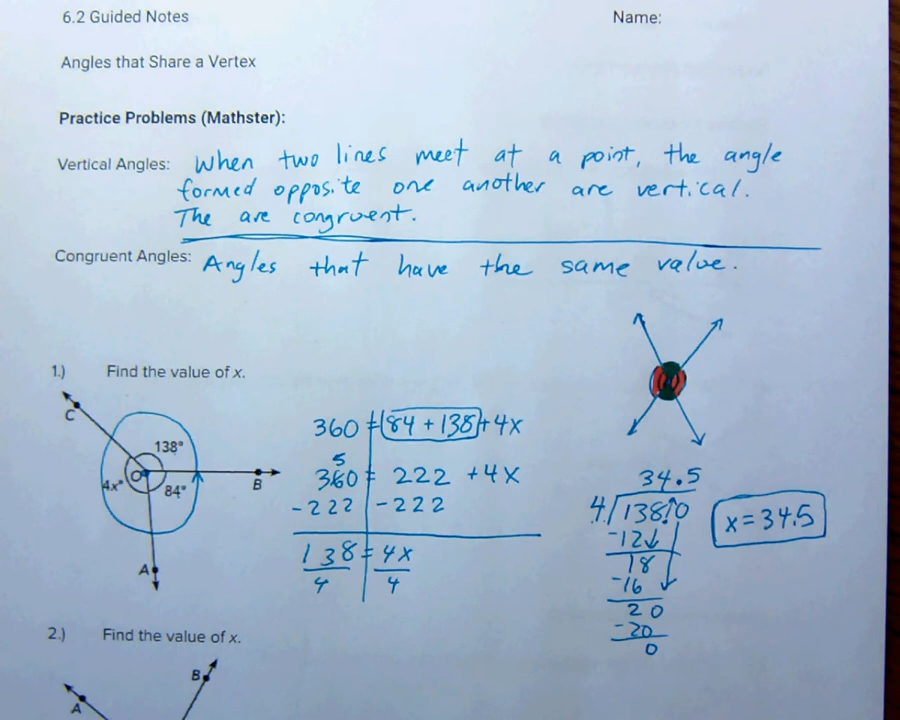 6.2 Guided Notes
Name:
Angles that Share a Vertex
Practice Problems (Mathster):
Vertical Angles: When two lines meet at a point, the angle
formed opposite one another are vertical.
The are congruent.
Congruent Angles: Angles that have the same value.
1.) Find the value of x.
C
138°
O
4x°
84°
B
A
360 = (84 + 138) + 4x
5
360 = 222 + 4x
-222 -222
138 = 4x
4 4
34.5
4 138.0
-12
18
-16
20
-20
0
x = 34.5
2.) Find the value of x.
B
A